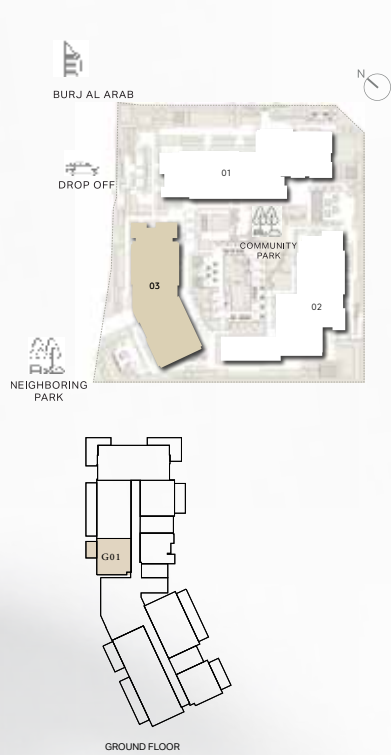 N
BURJ AL ARAB
DROP OFF
01
COMMUNITY
PARK
03
02
NEIGHBORING
PARK
G01
GROUND FLOOR